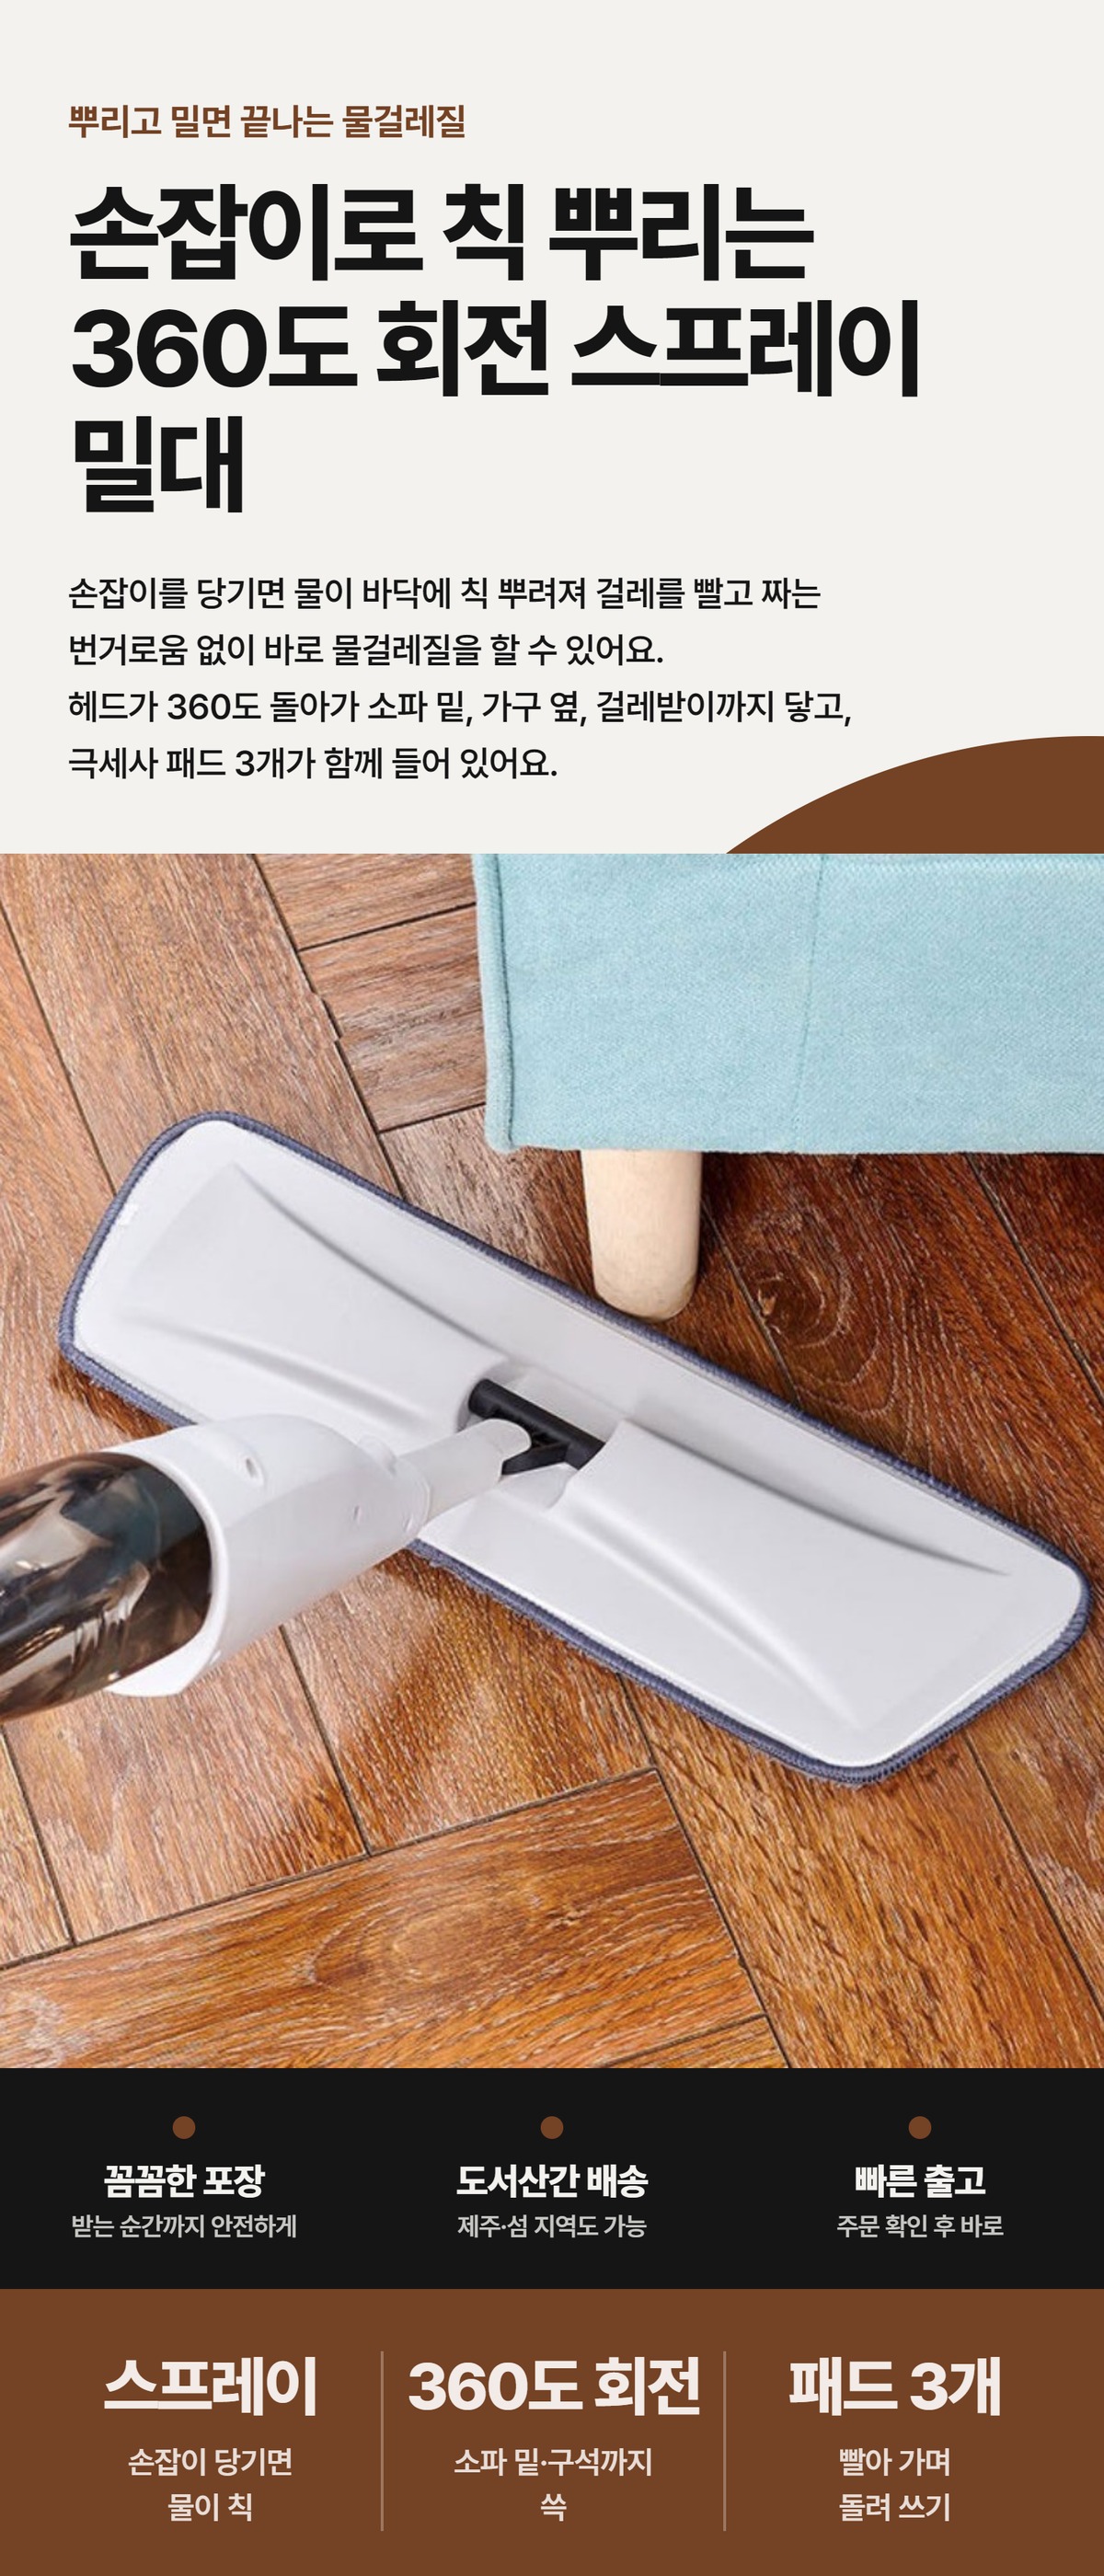 뿌리고 밀면 끝나는 물걸레질
손잡이로 칙 뿌리는
360도 회전 스프레이
밀대
손잡이를 당기면 물이 바닥에 칙 뿌려져 걸레를 빨고 짜는
번거로움 없이 바로 물걸레질을 할 수 있어요.
헤드가 360도 돌아가 소파 밑, 가구 옆, 걸레받이까지 닿고,
극세사 패드 3개가 함께 들어 있어요.
꼼꼼한 포장
받는 순간까지 안전하게
도서산간 배송
제주·섬 지역도 가능
빠른 출고
주문 확인 후 바로
스프레이
손잡이 당기면
물이 칙
360도 회전
소파 밑·구석까지
쓱
패드 3개
빨아 가며
돌려 쓰기